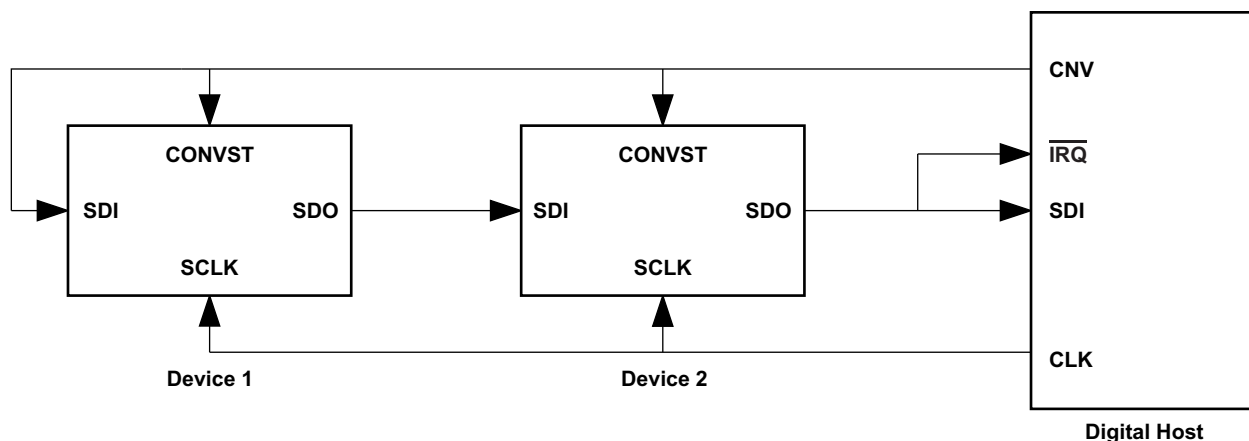 CNV
CONVST
CONVST
IRQ
SDI
SDO
SDI
SDO
SDI
SCLK
SCLK
CLK
Device 1
Device 2
Digital Host